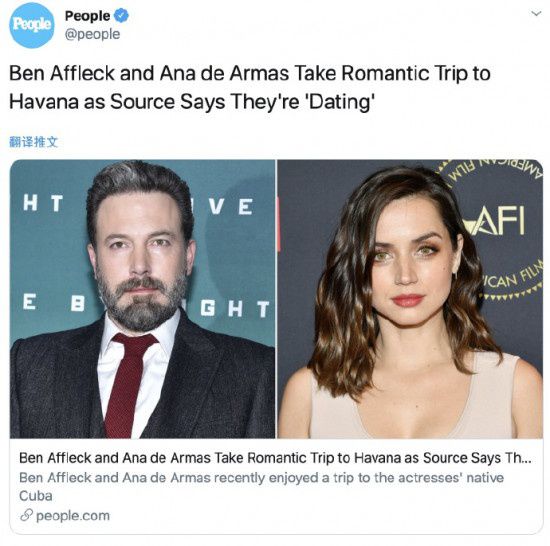 People
People
@people
Ben Affleck and Ana de Armas Take Romantic Trip to
Havana as Source Says They're 'Dating'
翻译推文
HT IVE
E B IGHT
AMERICAN FILM
AFI
ICAN FILM
Ben Affleck and Ana de Armas Take Romantic Trip to Havana as Source Says Th...
Ben Affleck and Ana de Armas recently enjoyed a trip to the actresses' native
Cuba
people.com